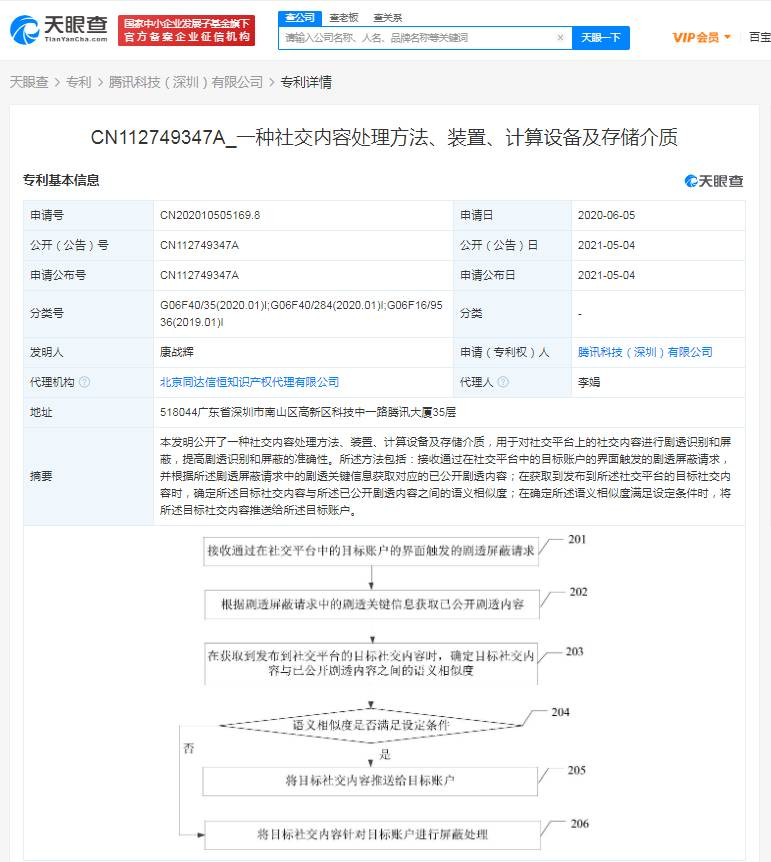 天眼查
TianYanCha.com
国家中小企业发展子基金旗下
官方备案企业征信机构
查公司 查老板 查关系
请输入公司名称、人名、品牌名称等关键词 × 天眼一下
VIP会员 百宝
天眼查 > 专利 > 腾讯科技（深圳）有限公司 > 专利详情
CN112749347A_一种社交内容处理方法、装置、计算设备及存储介质
专利基本信息
天眼查
申请号 CN202010505169.8 申请日 2020-06-05
公开（公告）号 CN112749347A 公开（公告）日 2021-05-04
申请公布号 CN112749347A 申请公布日 2021-05-04
分类号 G06F40/35(2020.01)I;G06F40/284(2020.01)I;G06F16/95
36(2019.01)I 分类 -
发明人 康战辉 申请（专利权）人 腾讯科技（深圳）有限公司
代理机构 ? 北京同达信恒知识产权代理有限公司 代理人 ? 李娟
地址 518044广东省深圳市南山区高新区科技中一路腾讯大厦35层
摘要
本发明公开了一种社交内容处理方法、装置、计算设备及存储介质，用于对社交平台上的社交内容进行剧透识别和屏
蔽，提高剧透识别和屏蔽的准确性。所述方法包括：接收通过在社交平台中的目标账户的界面触发的剧透屏蔽请求，
并根据所述剧透屏蔽请求中的剧透关键信息获取对应的已公开剧透内容；在获取到发布到所述社交平台的目标社交内
容时，确定所述目标社交内容与所述已公开剧透内容之间的语义相似度；在确定所述语义相似度满足设定条件时，将
所述目标社交内容推送给所述目标账户。
接收通过在社交平台中的目标账户的界面触发的剧透屏蔽请求 201
根据剧透屏蔽请求中的剧透关键信息获取已公开剧透内容 202
在获取到发布到社交平台的目标社交内容时，确定目标社交内 203
容与已公开剧透内容之间的语义相似度
语义相似度是否满足设定条件 204
否
是
将目标社交内容推送给目标账户 205
将目标社交内容针对目标账户进行屏蔽处理 206